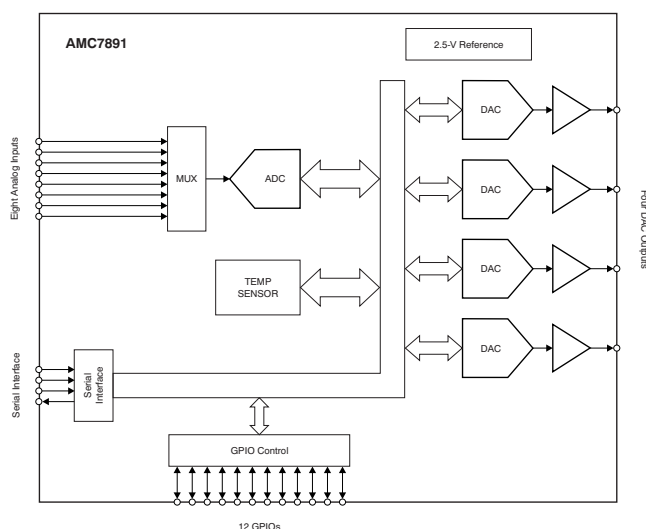 AMC7891
2.5-V Reference
Eight Analog Inputs
MUX
ADC
DAC
DAC
DAC
DAC
Four DAC Outputs
TEMP
SENSOR
Serial Interface
Serial
Interface
GPIO Control
12 GPIOs